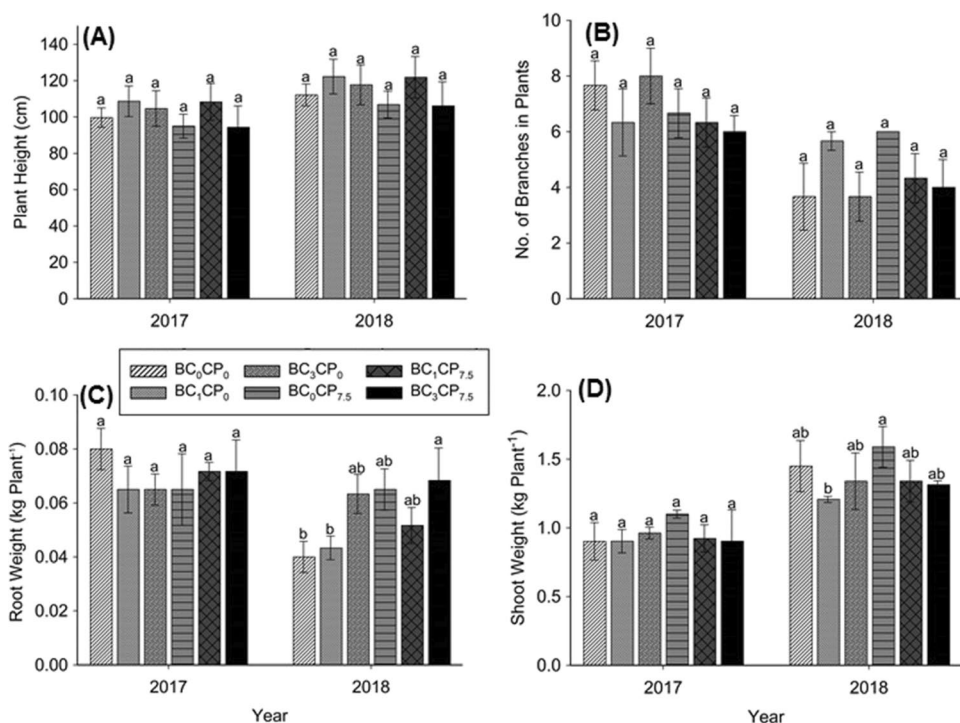 (A)
Plant Height (cm)
140
120
100
80
60
40
20
0
a a a a a a
a a a a a a
2017 2018
(B)
No. of Branches in Plants
10
8
6
4
2
0
a a a a a a
a a a a a a
2017 2018
BC₀CP₀ BC₃CP₀ BC₁CP₇.₅
BC₁CP₀ BC₀CP₇.₅ BC₃CP₇.₅
(C)
Root Weight (kg Plant⁻¹)
0.10
0.08
0.06
0.04
0.02
0.00
a a a a a a
b b ab ab ab a
2017 2018
Year
(D)
Shoot Weight (kg Plant⁻¹)
2.0
1.5
1.0
0.5
0.0
a a a a a a
ab b ab a ab ab
2017 2018
Year